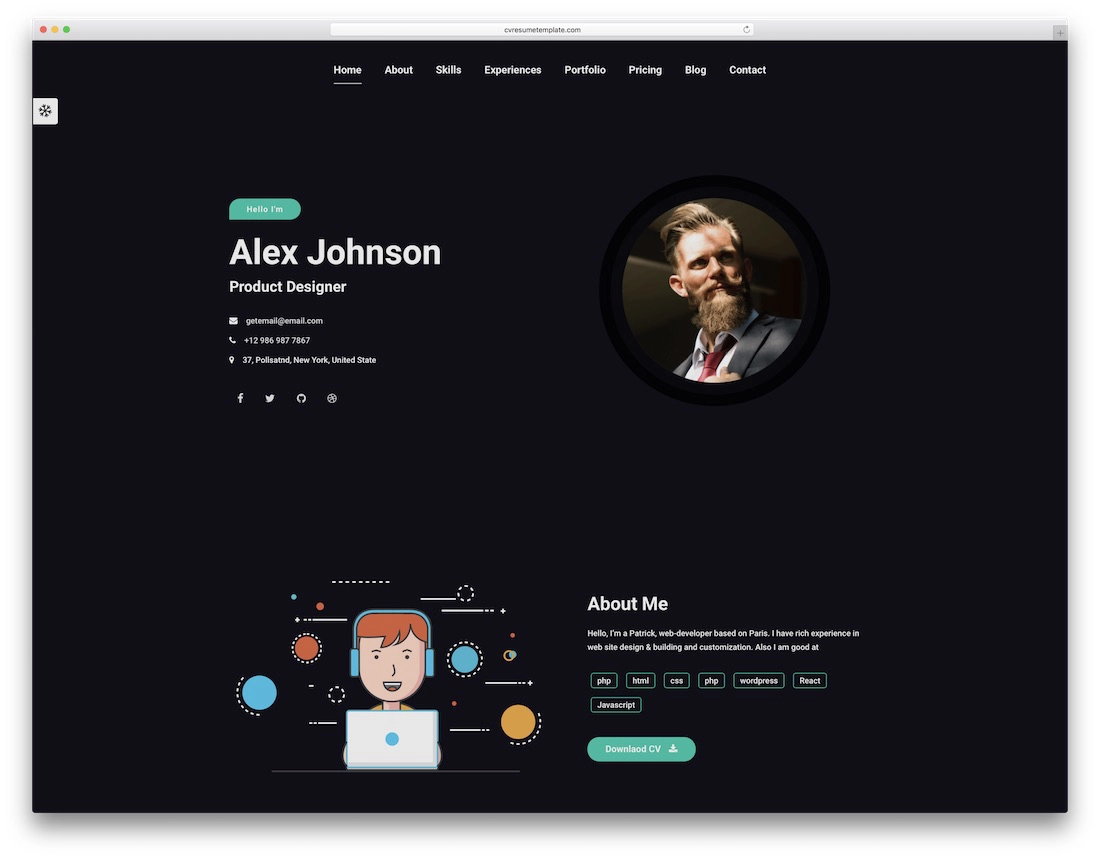 cvresumetemplate.com
Home About Skills Experiences Portfolio Pricing Blog Contact
Hello I'm
Alex Johnson
Product Designer
getemail@email.com
+12 986 987 7867
37, Pollsatnd, New York, United State
About Me
Hello, I'm a Patrick, web-developer based on Paris. I have rich experience in
web site design & building and customization. Also I am good at
php html css php wordpress React
Javascript
Downlaod CV